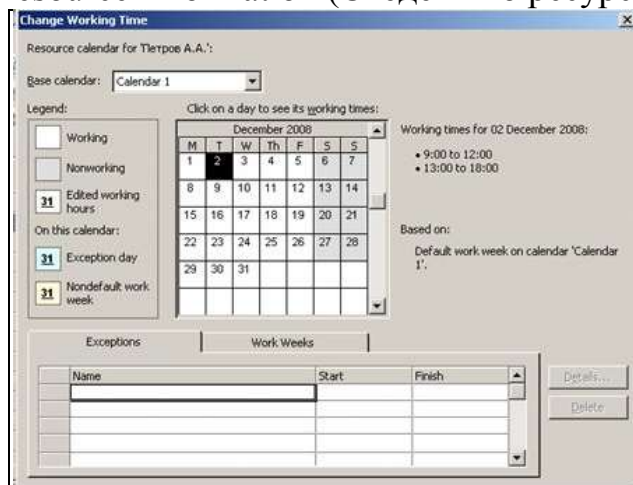 Change Working Time
Resource calendar for 'Петров А.А.':
Base calendar: Calendar 1
Legend:
Click on a day to see its working times:
Working
Nonworking
31 Edited working hours
On this calendar:
31 Exception day
31 Nondefault work week
December 2008
M T W Th F S S
1 2 3 4 5 6 7
8 9 10 11 12 13 14
15 16 17 18 19 20 21
22 23 24 25 26 27 28
29 30 31
Working times for 02 December 2008:
• 9:00 to 12:00
• 13:00 to 18:00
Based on:
Default work week on calendar 'Calendar
1'.
Exceptions
Work Weeks
Name Start Finish
Details...
Delete